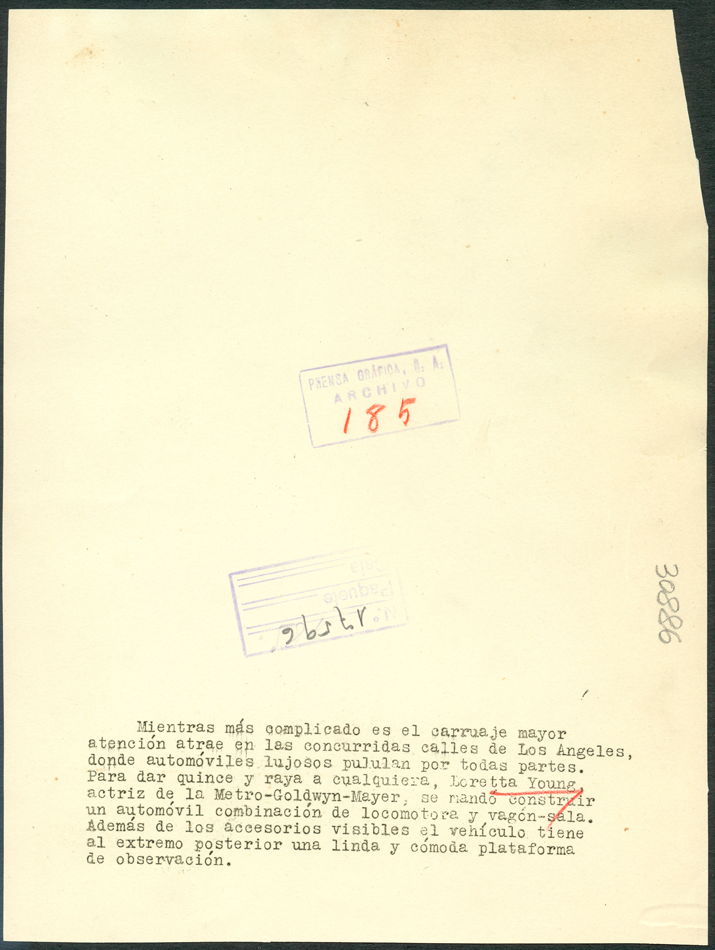 PRENSA GRÁFICA, S. A.
ARCHIVO
185
Caja
Paquete
N.º 17596
30886
Mientras más complicado es el carruaje mayor
atención atrae en las concurridas calles de Los Angeles,
donde automóviles lujosos pululan por todas partes.
Para dar quince y raya a cualquiera, Loretta Young,
actriz de la Metro-Goldwyn-Mayer, se mandó construir
un automóvil combinación de locomotora y vagón-sala.
Además de los accesorios visibles el vehículo tiene
al extremo posterior una linda y cómoda plataforma
de observación.